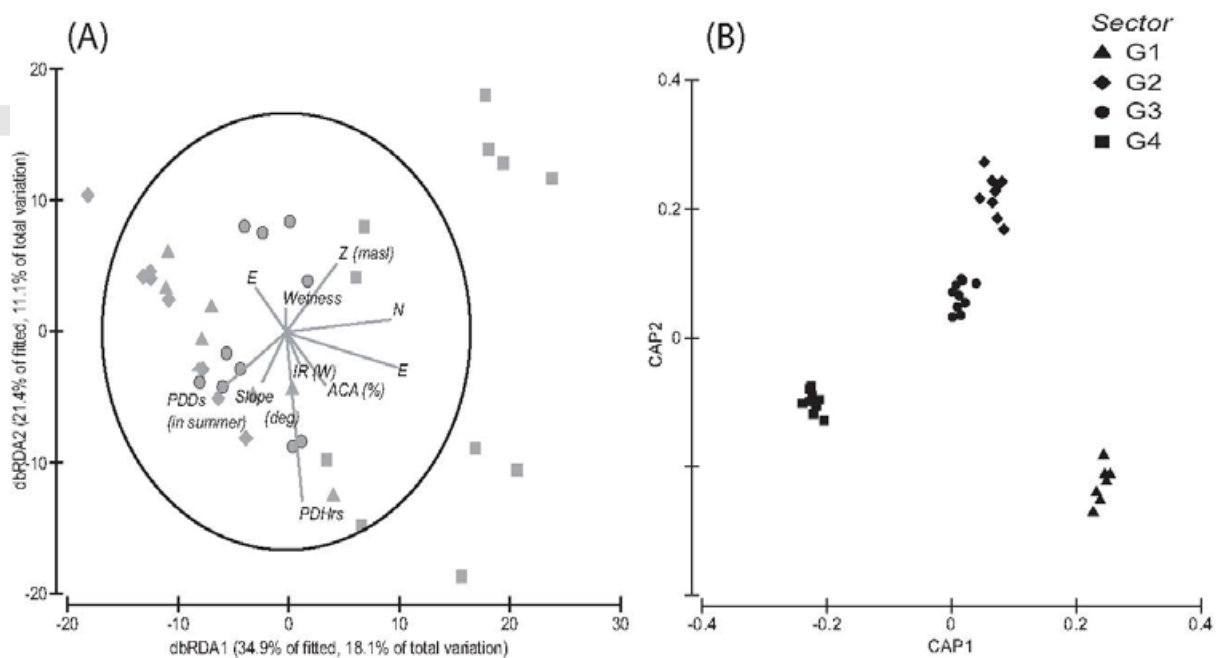 (A)
20
10
0
-10
-20
dbRDA2 (21.4% of fitted, 11.1% of total variation)
E
Z (masl)
Wetness
N
E
IR (W)
ACA (%)
PDDs
(in summer)
Slope
(deg)
PDHrs
-20
-10
0
10
20
30
dbRDA1 (34.9% of fitted, 18.1% of total variation)
(B)
Sector
G1
G2
G3
G4
0.4
0.2
0
CAP2
-0.4
-0.2
0
0.2
0.4
CAP1